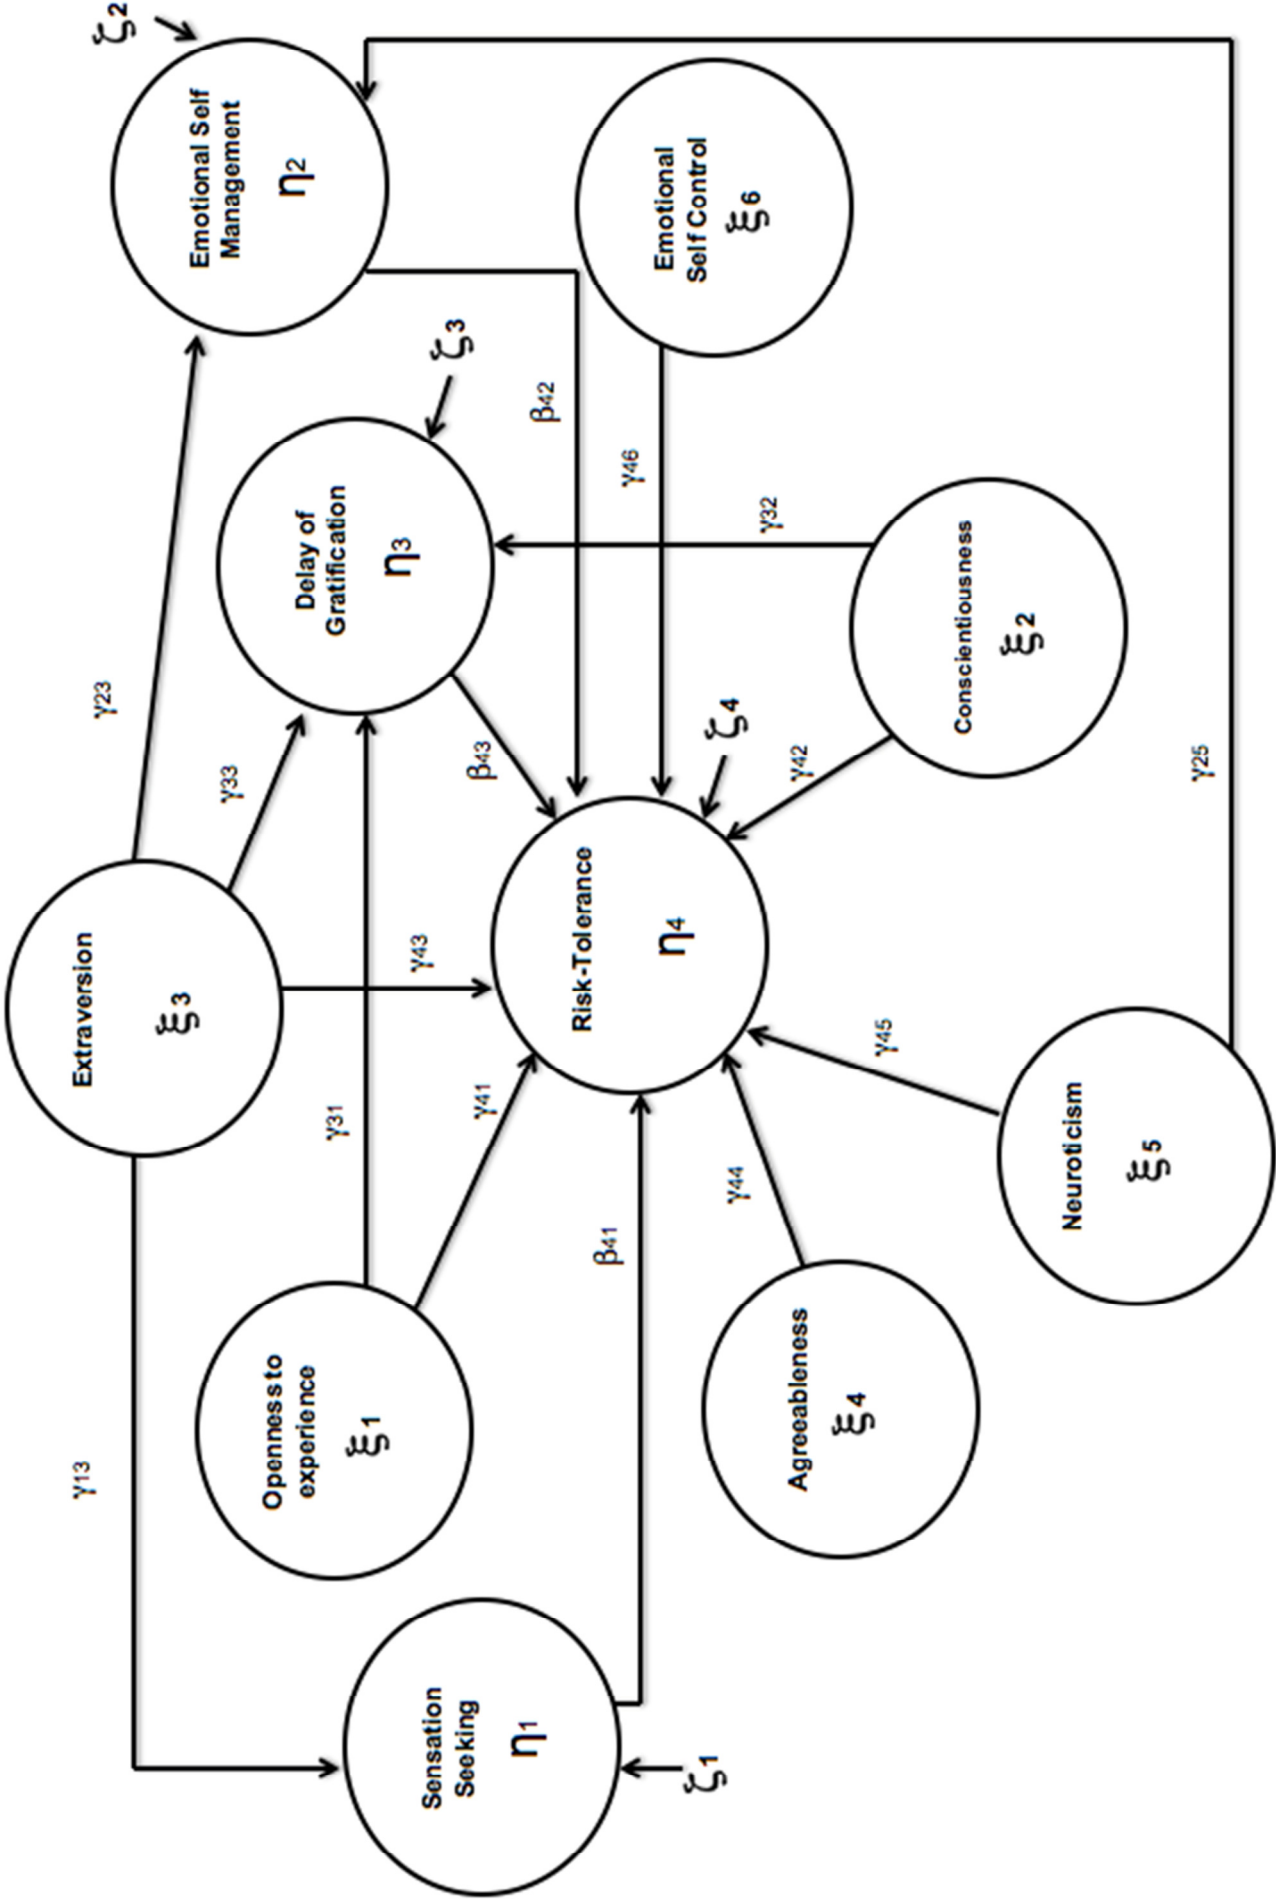 γ13
Extraversion
ξ3
γ23
ζ2
Emotional Self
Management
η2
γ33
Openness to
experience
ξ1
Delay of
Gratification
η3
γ31
γ43
Sensation
Seeking
η1
ζ3
γ41
β43
β42
Risk-Tolerance
η4
β41
γ46
Emotional
Self Control
ξ6
ζ1
ζ4
γ44
γ32
γ42
Agreeableness
ξ4
γ45
Conscientiousness
ξ2
Neuroticism
ξ5
γ25